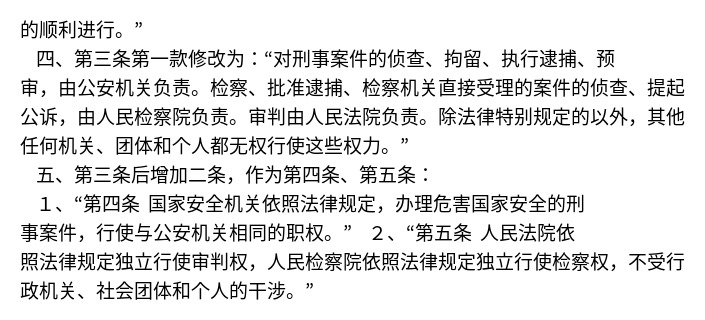 的顺利进行。”
四、第三条第一款修改为：“对刑事案件的侦查、拘留、执行逮捕、预
审，由公安机关负责。检察、批准逮捕、检察机关直接受理的案件的侦查、提起
公诉，由人民检察院负责。审判由人民法院负责。除法律特别规定的以外，其他
任何机关、团体和个人都无权行使这些权力。”
五、第三条后增加二条，作为第四条、第五条：
１、“第四条 国家安全机关依照法律规定，办理危害国家安全的刑
事案件，行使与公安机关相同的职权。” ２、“第五条 人民法院依
照法律规定独立行使审判权，人民检察院依照法律规定独立行使检察权，不受行
政机关、社会团体和个人的干涉。”